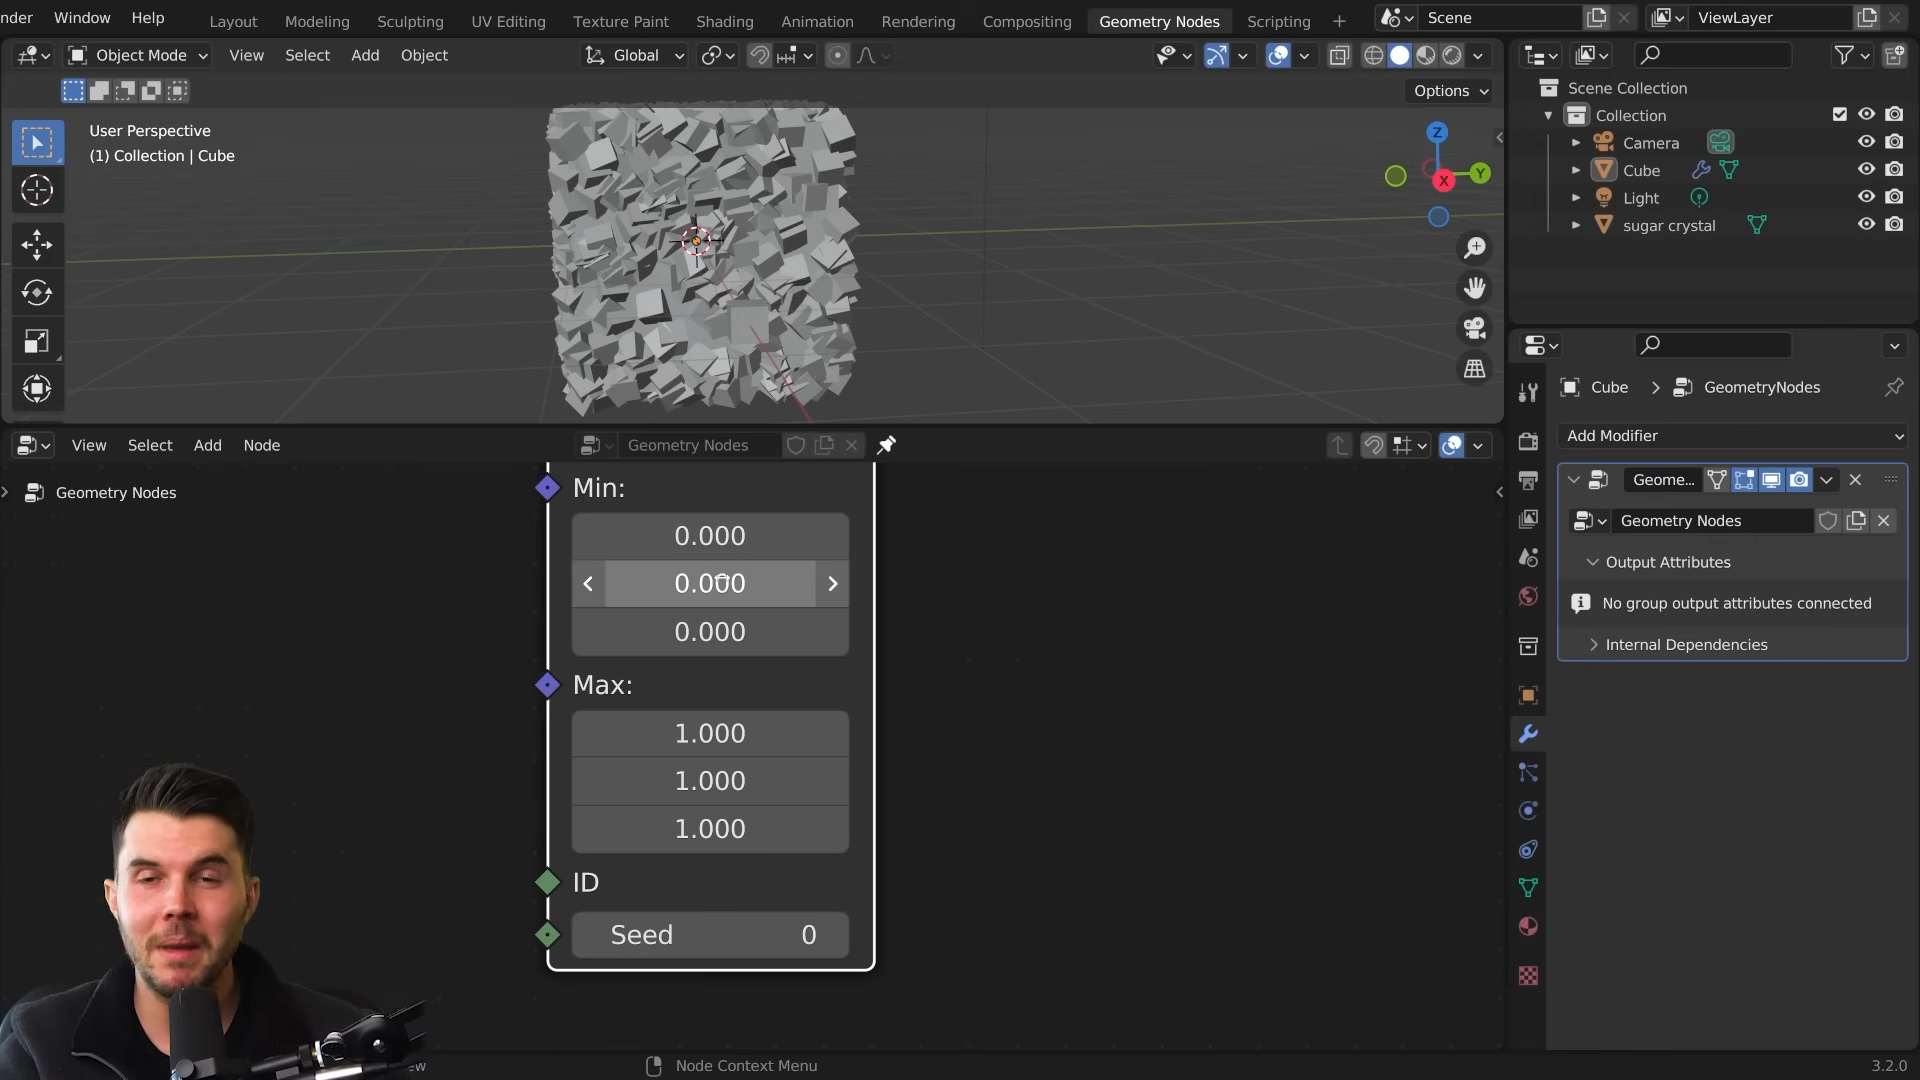 nder Window Help Layout Modeling Sculpting UV Editing Texture Paint Shading Animation Rendering Compositing Geometry Nodes Scripting + Scene ViewLayer
Object Mode View Select Add Object Global
Options
User Perspective
(1) Collection | Cube
Z
Y
X
Scene Collection
Collection
Camera
Cube
Light
sugar crystal
Cube > GeometryNodes
Add Modifier
Geome...
Geometry Nodes
Output Attributes
No group output attributes connected
Internal Dependencies
View Select Add Node Geometry Nodes
Geometry Nodes
Min:
0.000
0.000
0.000
Max:
1.000
1.000
1.000
ID
Seed 0
ew Node Context Menu 3.2.0